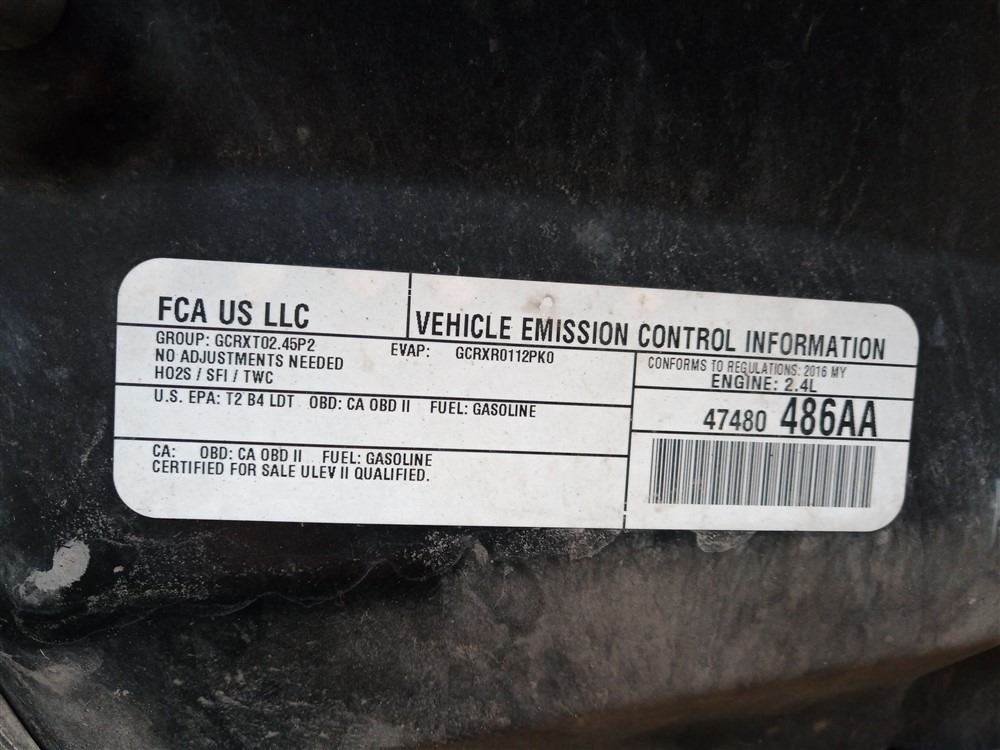 FCA US LLC
VEHICLE EMISSION CONTROL INFORMATION
GROUP: GCRXT02.45P2
EVAP: GCRXR0112PK0
NO ADJUSTMENTS NEEDED
HO2S / SFI / TWC
CONFORMS TO REGULATIONS: 2016 MY
ENGINE: 2.4L
U.S. EPA: T2 B4 LDT OBD: CA OBD II FUEL: GASOLINE
47480 486AA
CA: OBD: CA OBD II FUEL: GASOLINE
CERTIFIED FOR SALE ULEV II QUALIFIED.